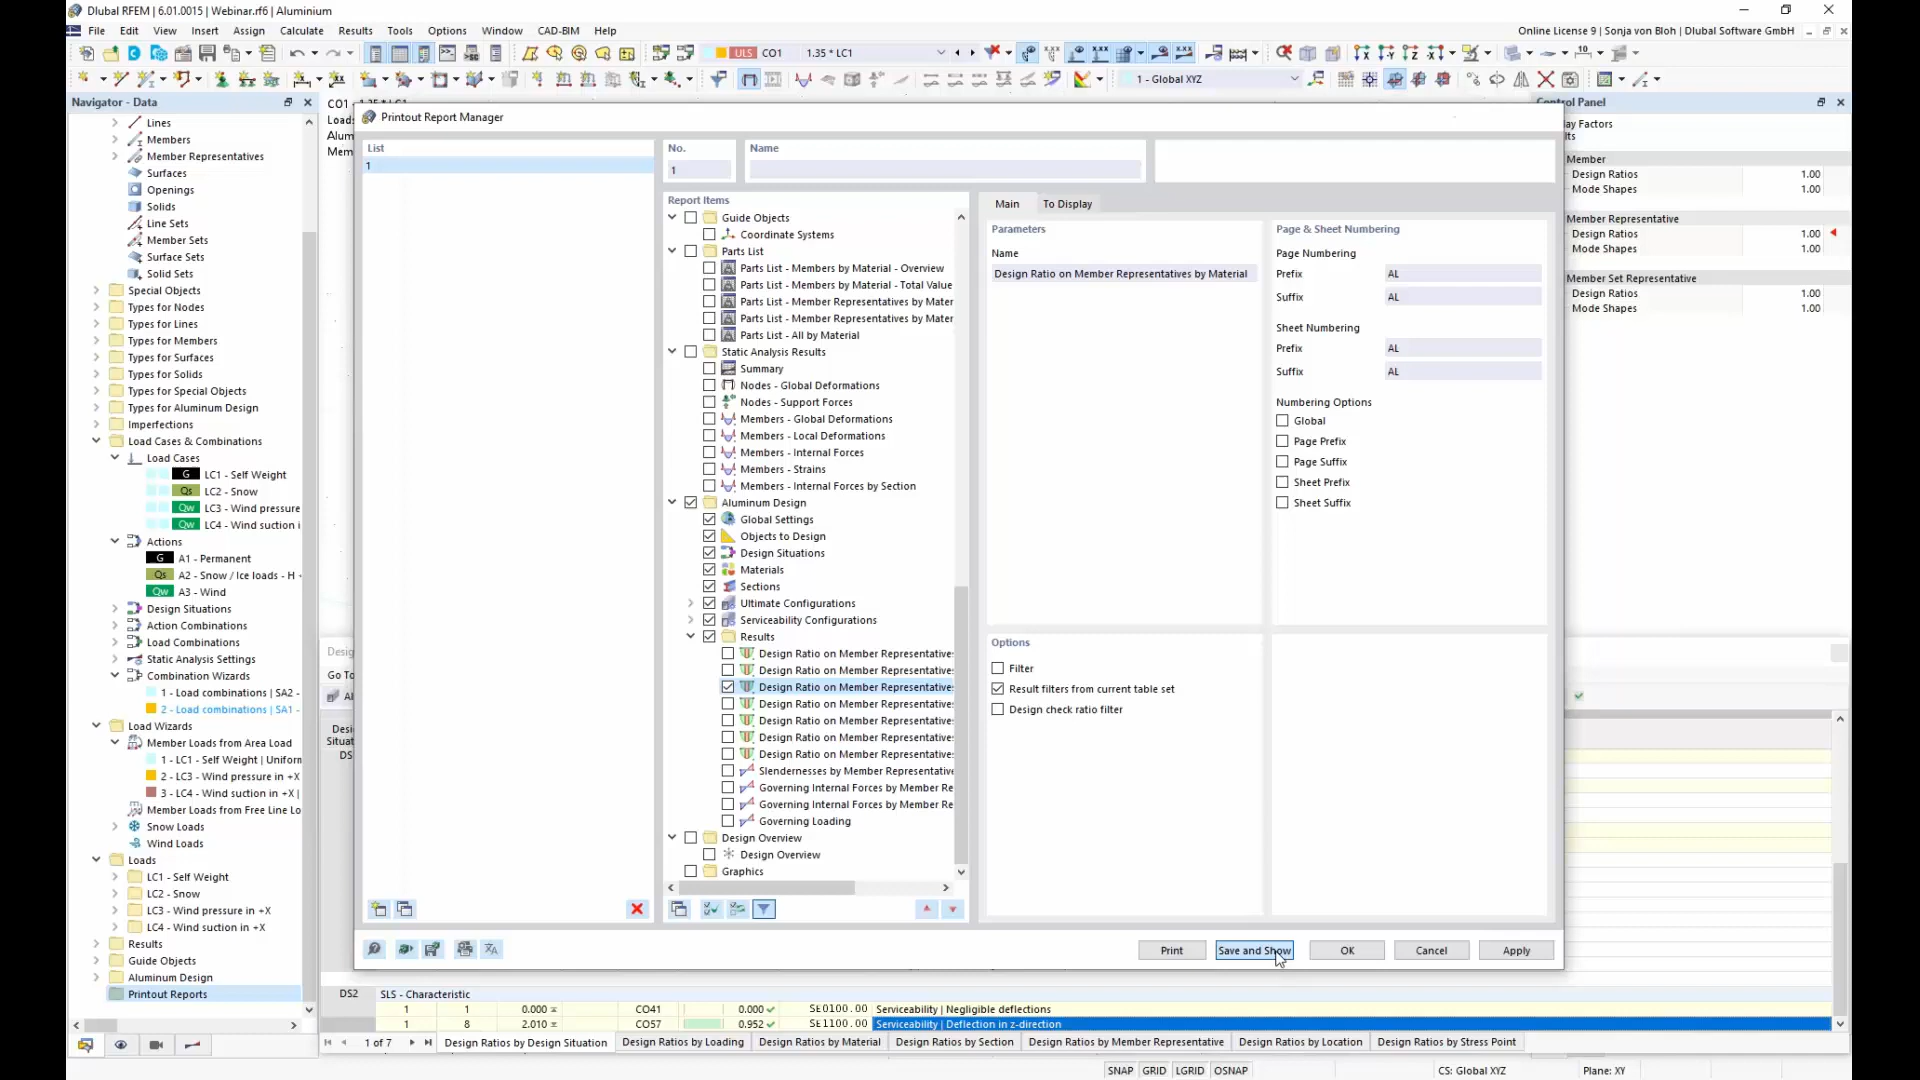 Dlubal RFEM | 6.01.0015 | Webinar.rf6 | Aluminium
File Edit View Insert Assign Calculate Results Tools Options Window CAD-BIM Help
Online License 9 | Sonja von Bloh | Dlubal Software GmbH
ULS CO1 1.35 * LC1
1 - Global XYZ
Navigator - Data
Lines
Members
Member Representatives
Surfaces
Openings
Solids
Line Sets
Member Sets
Surface Sets
Solid Sets
Special Objects
Types for Nodes
Types for Lines
Types for Members
Types for Surfaces
Types for Solids
Types for Special Objects
Types for Aluminum Design
Imperfections
Load Cases & Combinations
Load Cases
G LC1 - Self Weight
Qs LC2 - Snow
Qw LC3 - Wind pressure
Qw LC4 - Wind suction i
Actions
G A1 - Permanent
Qs A2 - Snow / Ice loads - H
Qw A3 - Wind
Design Situations
Action Combinations
Load Combinations
Static Analysis Settings
Combination Wizards
1 - Load combinations | SA2 -
2 - Load combinations | SA1 -
Load Wizards
Member Loads from Area Load
1 - LC1 - Self Weight | Uniform
2 - LC3 - Wind pressure in +X
3 - LC4 - Wind suction in +X |
Member Loads from Free Line Lo
Snow Loads
Wind Loads
Loads
LC1 - Self Weight
LC2 - Snow
LC3 - Wind pressure in +X
LC4 - Wind suction in +X
Results
Guide Objects
Aluminum Design
Printout Reports
Printout Report Manager
List
1
No.
1
Name
Report Items
Guide Objects
Coordinate Systems
Parts List
Parts List - Members by Material - Overview
Parts List - Members by Material - Total Value
Parts List - Member Representatives by Mater
Parts List - Member Representatives by Mater
Parts List - All by Material
Static Analysis Results
Summary
Nodes - Global Deformations
Nodes - Support Forces
Members - Global Deformations
Members - Local Deformations
Members - Internal Forces
Members - Strains
Members - Internal Forces by Section
Aluminum Design
Global Settings
Objects to Design
Design Situations
Materials
Sections
Ultimate Configurations
Serviceability Configurations
Results
Design Ratio on Member Representative
Design Ratio on Member Representative
Design Ratio on Member Representative
Design Ratio on Member Representative
Design Ratio on Member Representative
Design Ratio on Member Representative
Design Ratio on Member Representative
Slendernesses by Member Representative
Governing Internal Forces by Member Re
Governing Internal Forces by Member Re
Governing Loading
Design Overview
Design Overview
Graphics
Main To Display
Parameters
Name
Design Ratio on Member Representatives by Material
Page & Sheet Numbering
Page Numbering
Prefix AL
Suffix AL
Sheet Numbering
Prefix AL
Suffix AL
Numbering Options
Global
Page Prefix
Page Suffix
Sheet Prefix
Sheet Suffix
Options
Filter
Result filters from current table set
Design check ratio filter
Print Save and Show OK Cancel Apply
Control Panel
Member
Design Ratios 1.00
Mode Shapes 1.00
Member Representative
Design Ratios 1.00
Mode Shapes 1.00
Member Set Representative
Design Ratios 1.00
Mode Shapes 1.00
DS2 SLS - Characteristic
1 1 0.000 CO41 0.000 SE0100.00 Serviceability | Negligible deflections
1 8 2.010 CO57 0.952 SE1100.00 Serviceability | Deflection in z-direction
1 of 7 Design Ratios by Design Situation Design Ratios by Loading Design Ratios by Material Design Ratios by Section Design Ratios by Member Representative Design Ratios by Location Design Ratios by Stress Point
SNAP GRID LGRID OSNAP CS: Global XYZ Plane: XY